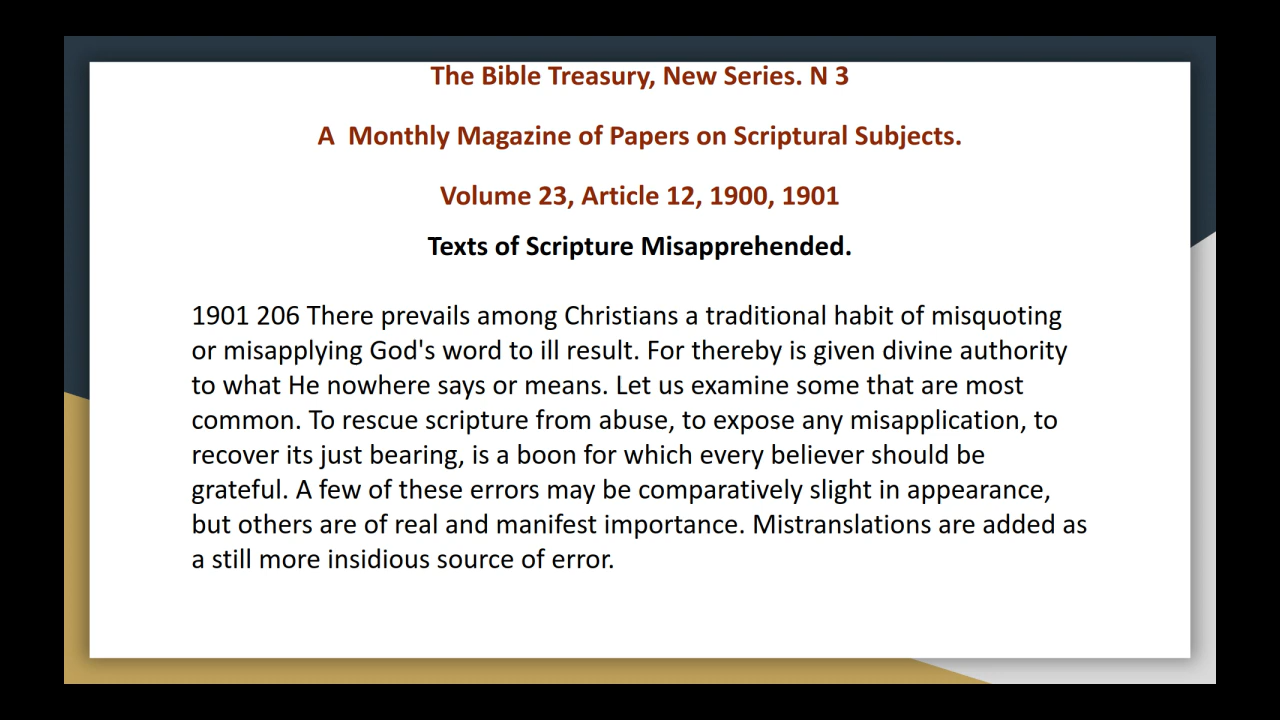 The Bible Treasury, New Series. N 3
A  Monthly Magazine of Papers on Scriptural Subjects.
Volume 23, Article 12, 1900, 1901
Texts of Scripture Misapprehended.
1901 206 There prevails among Christians a traditional habit of misquoting
or misapplying God's word to ill result. For thereby is given divine authority
to what He nowhere says or means. Let us examine some that are most
common. To rescue scripture from abuse, to expose any misapplication, to
recover its just bearing, is a boon for which every believer should be
grateful. A few of these errors may be comparatively slight in appearance,
but others are of real and manifest importance. Mistranslations are added as
a still more insidious source of error.